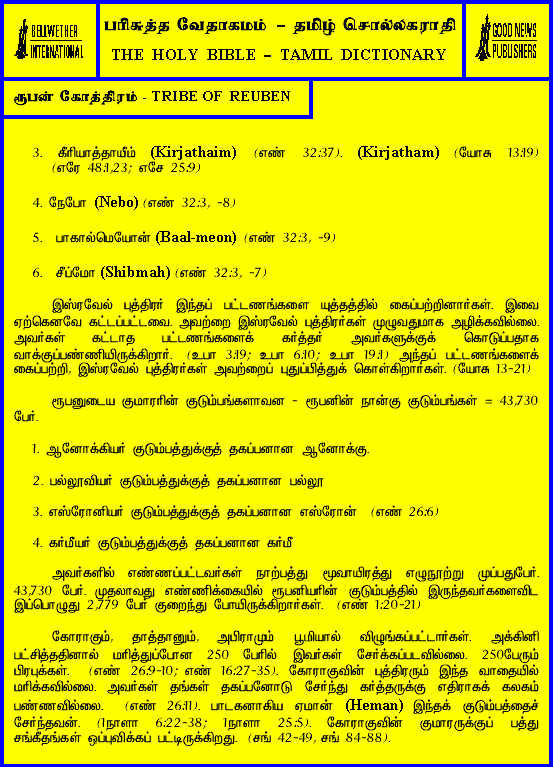 BELLWETHER
INTERNATIONAL
பரிசுத்த வேதாகமம் – தமிழ் சொல்லகராதி
THE HOLY BIBLE – TAMIL DICTIONARY
GOOD NEWS
PUBLISHERS
ரூபன் கோத்திரம் - TRIBE OF REUBEN
3. கீரியாத்தாயீம் (Kirjathaim) (எண் 32:37). (Kirjatham) (யோசு 13:19)
(எரே 48:1,23; எசே 25:9)
4. நேபோ (Nebo) (எண் 32:3, -8)
5. பாகால்மெயோன் (Baal-meon) (எண் 32:3, -9)
6. சீப்மோ (Shibmah) (எண் 32:3, -7)
இஸ்ரவேல் புத்திரர் இந்தப் பட்டணங்களை யுத்தத்தில் கைப்பற்றினார்கள். இவை
ஏற்கெனவே கட்டப்பட்டவை. அவற்றை இஸ்ரவேல் புத்திரர்கள் முழுவதுமாக அழிக்கவில்லை.
அவர்கள் கட்டாத பட்டணங்களைக் கர்த்தர் அவர்களுக்குக் கொடுப்பதாக
வாக்குப்பண்ணியிருக்கிறார். (உபா 3:19; உபா 6:10; உபா 19:1) அந்தப் பட்டணங்களைக்
கைப்பற்றி, இஸ்ரவேல் புத்திரர்கள் அவற்றைப் புதுப்பித்துக் கொள்கிறார்கள். (யோசு 13-21)
ரூபனுடைய குமாரரின் குடும்பங்களாவன - ரூபனின் நான்கு குடும்பங்கள் = 43,730
பேர்.
1. ஆனோக்கியர் குடும்பத்துக்குத் தகப்பனான ஆனோக்கு.
2. பல்லூவியர் குடும்பத்துக்குத் தகப்பனான பல்லூ
3. எஸ்ரோனியர் குடும்பத்துக்குத் தகப்பனான எஸ்ரோன் (எண் 26:6)
4. கர்மீயர் குடும்பத்துக்குத் தகப்பனான கர்மீ
அவர்களில் எண்ணப்பட்டவர்கள் நாற்பத்து மூவாயிரத்து எழுநூற்று முப்பதுபேர்.
43,730 பேர். முதலாவது எண்ணிக்கையில் ரூபனியரின் குடும்பத்தில் இருந்தவர்களைவிட
இப்பொழுது 2,779 பேர் குறைந்து போயிருக்கிறார்கள். (எண் 1:20-21)
கோராகும், தாத்தானும், அபிராமும் பூமியால் விழுங்கப்பட்டார்கள். அக்கினி
பட்சித்ததினால் மரித்துப்போன 250 பேரில் இவர்கள் சேர்க்கப்படவில்லை. 250பேரும்
பிரபுக்கள். (எண் 26:9-10; எண் 16:27-35). கோராகுவின் புத்திரரும் இந்த வாதையில்
மரிக்கவில்லை. அவர்கள் தங்கள் தகப்பனோடு சேர்ந்து கர்த்தருக்கு எதிராகக் கலகம்
பண்ணவில்லை. (எண் 26:11). பாடகனாகிய ஏமான் (Heman) இந்தக் குடும்பத்தைச்
சேர்ந்தவன். (1நாளா 6:22-38; 1நாளா 25:5). கோராகுவின் குமாரருக்குப் பத்து
சங்கீதங்கள் ஒப்புவிக்கப் பட்டிருக்கிறது. (சங் 42-49, சங் 84-88).